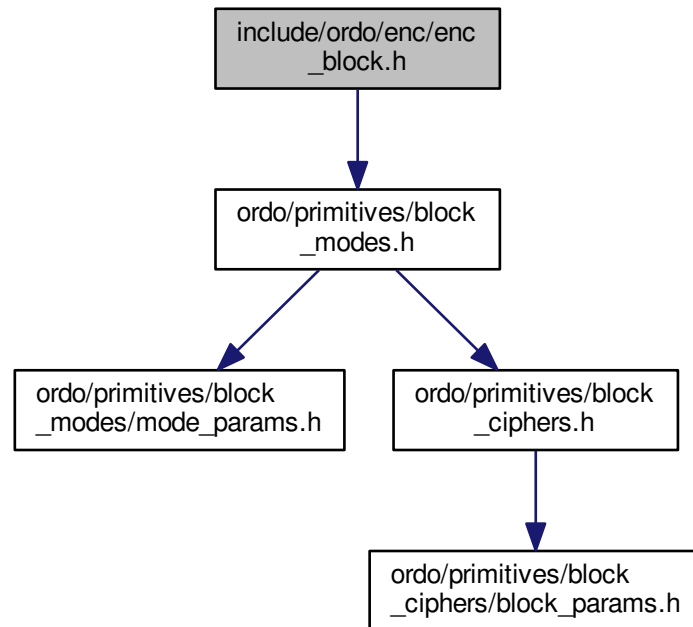 include/ordo/enc/enc
_block.h
ordo/primitives/block
_modes.h
ordo/primitives/block
_modes/mode_params.h
ordo/primitives/block
_ciphers.h
ordo/primitives/block
_ciphers/block_params.h